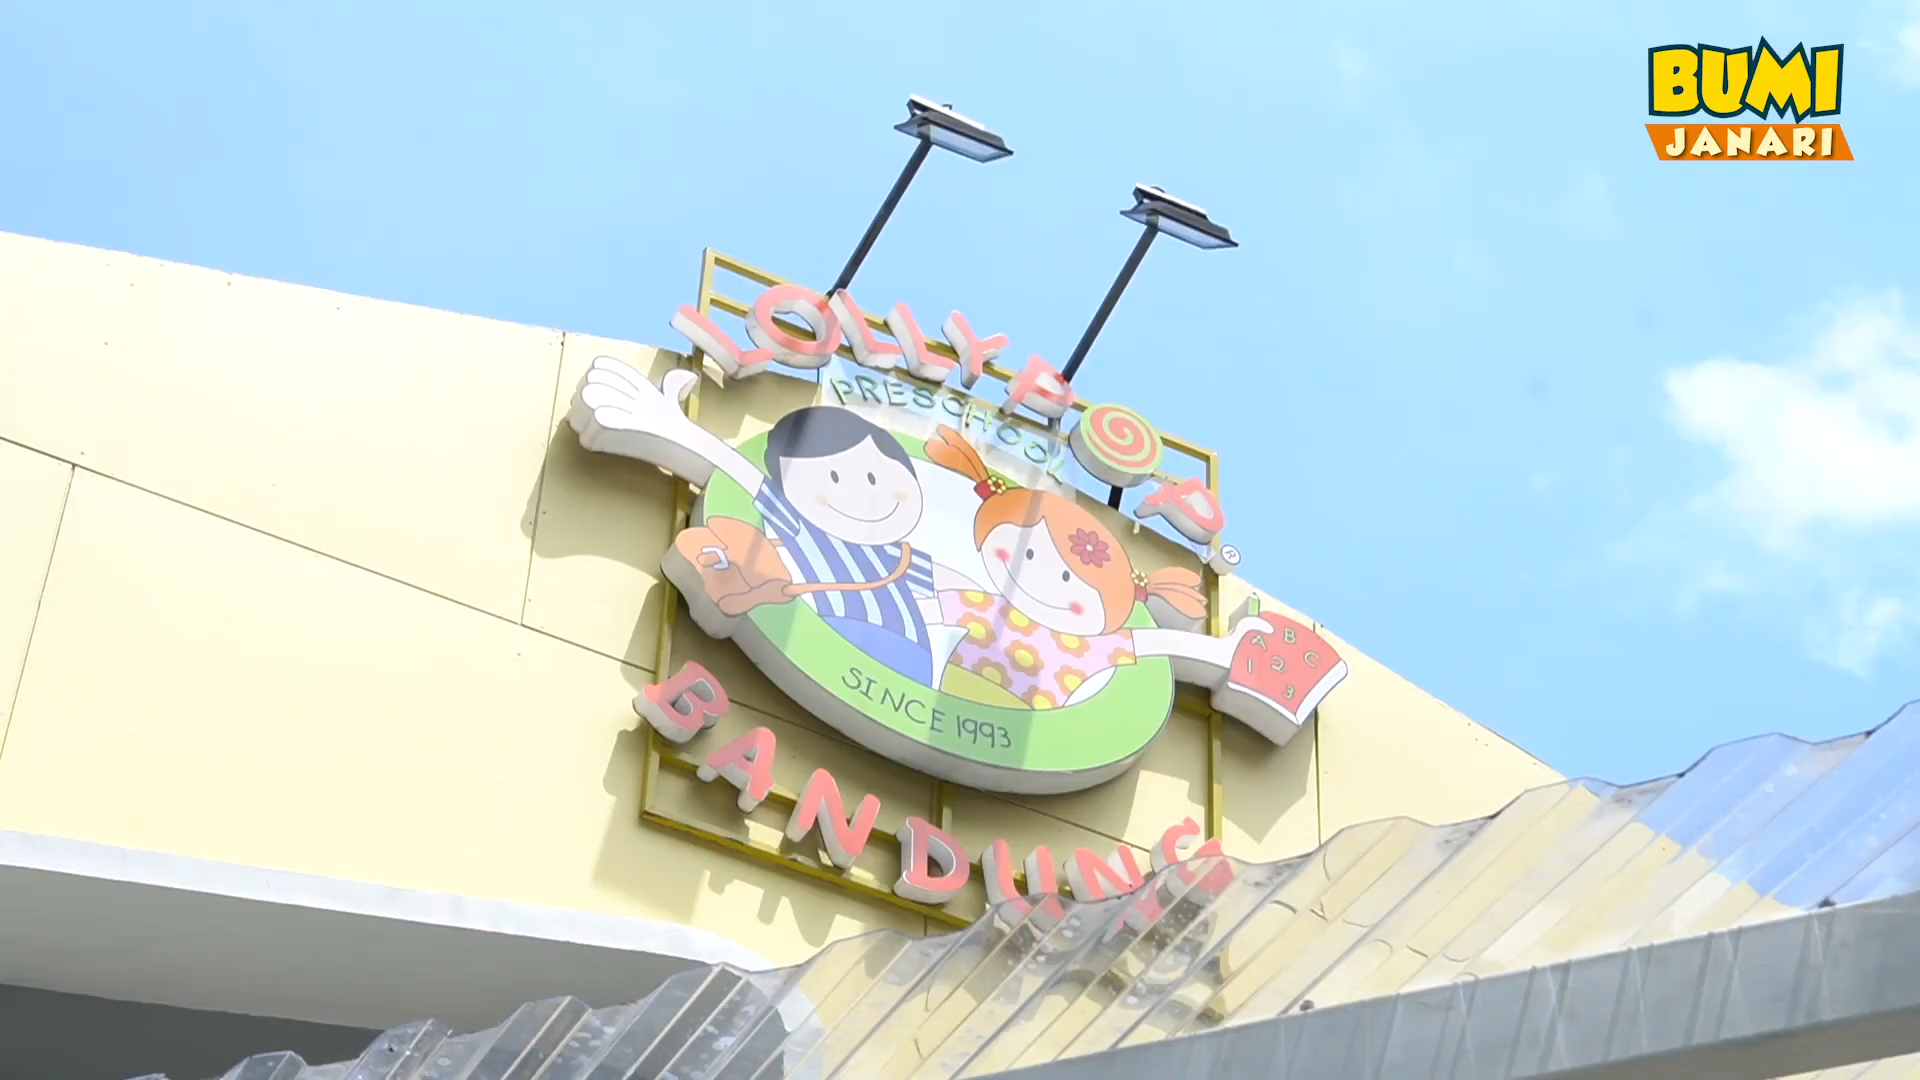 BUMI
JANARI
LOLLYPOP
PRESCHOOL
®
A B C
1 2 3
SINCE 1993
BANDUNG